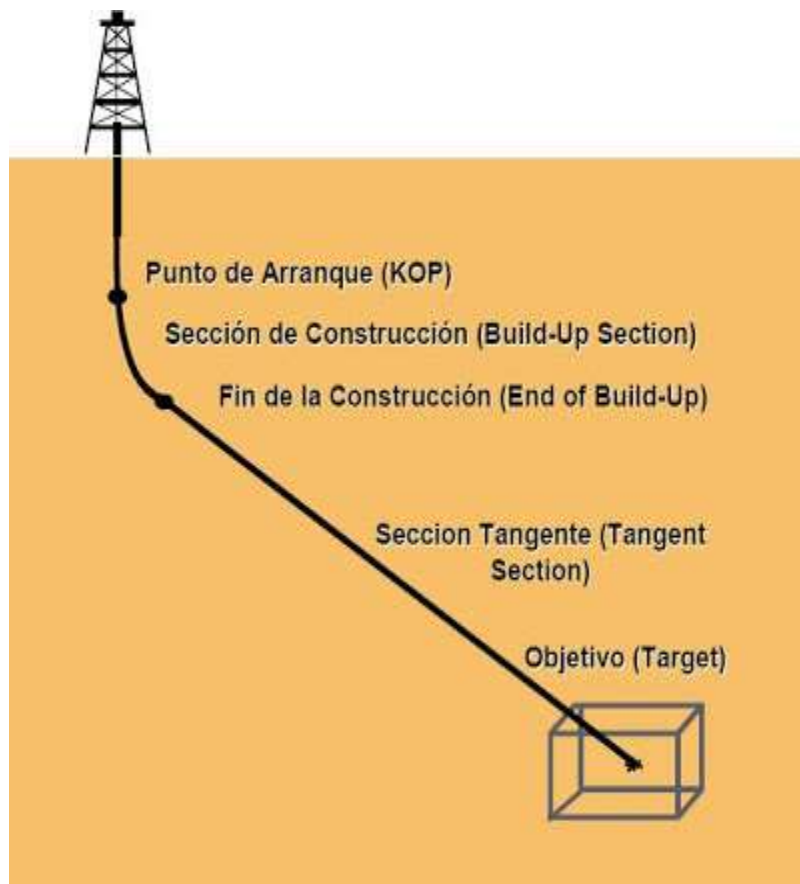 Punto de Arranque (KOP)
Sección de Construcción (Build-Up Section)
Fin de la Construcción (End of Build-Up)
Seccion Tangente (Tangent
Section)
Objetivo (Target)